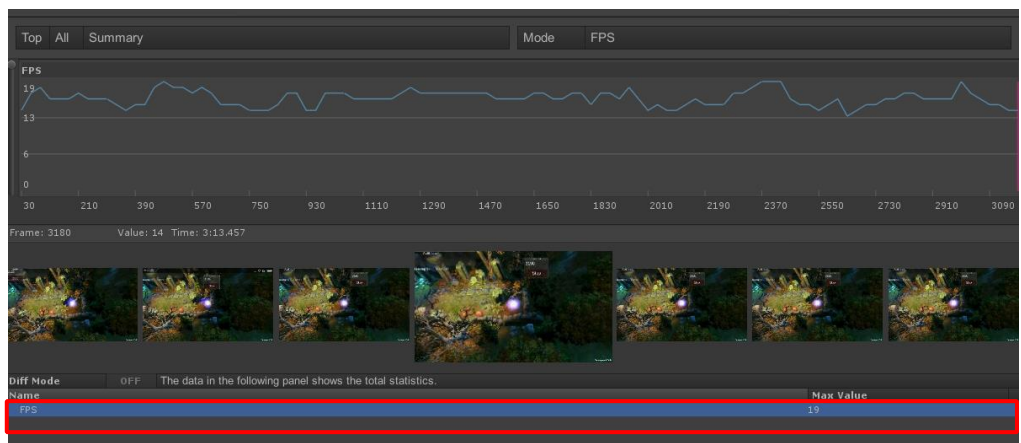 Top All Summary Mode FPS
FPS
19
13
6
0
30 210 390 570 750 930 1110 1290 1470 1650 1830 2010 2190 2370 2550 2730 2910 3090
Frame: 3180 Value: 14 Time: 3:13.457
Diff Mode OFF The data in the following panel shows the total statistics.
Name Max Value
FPS 19